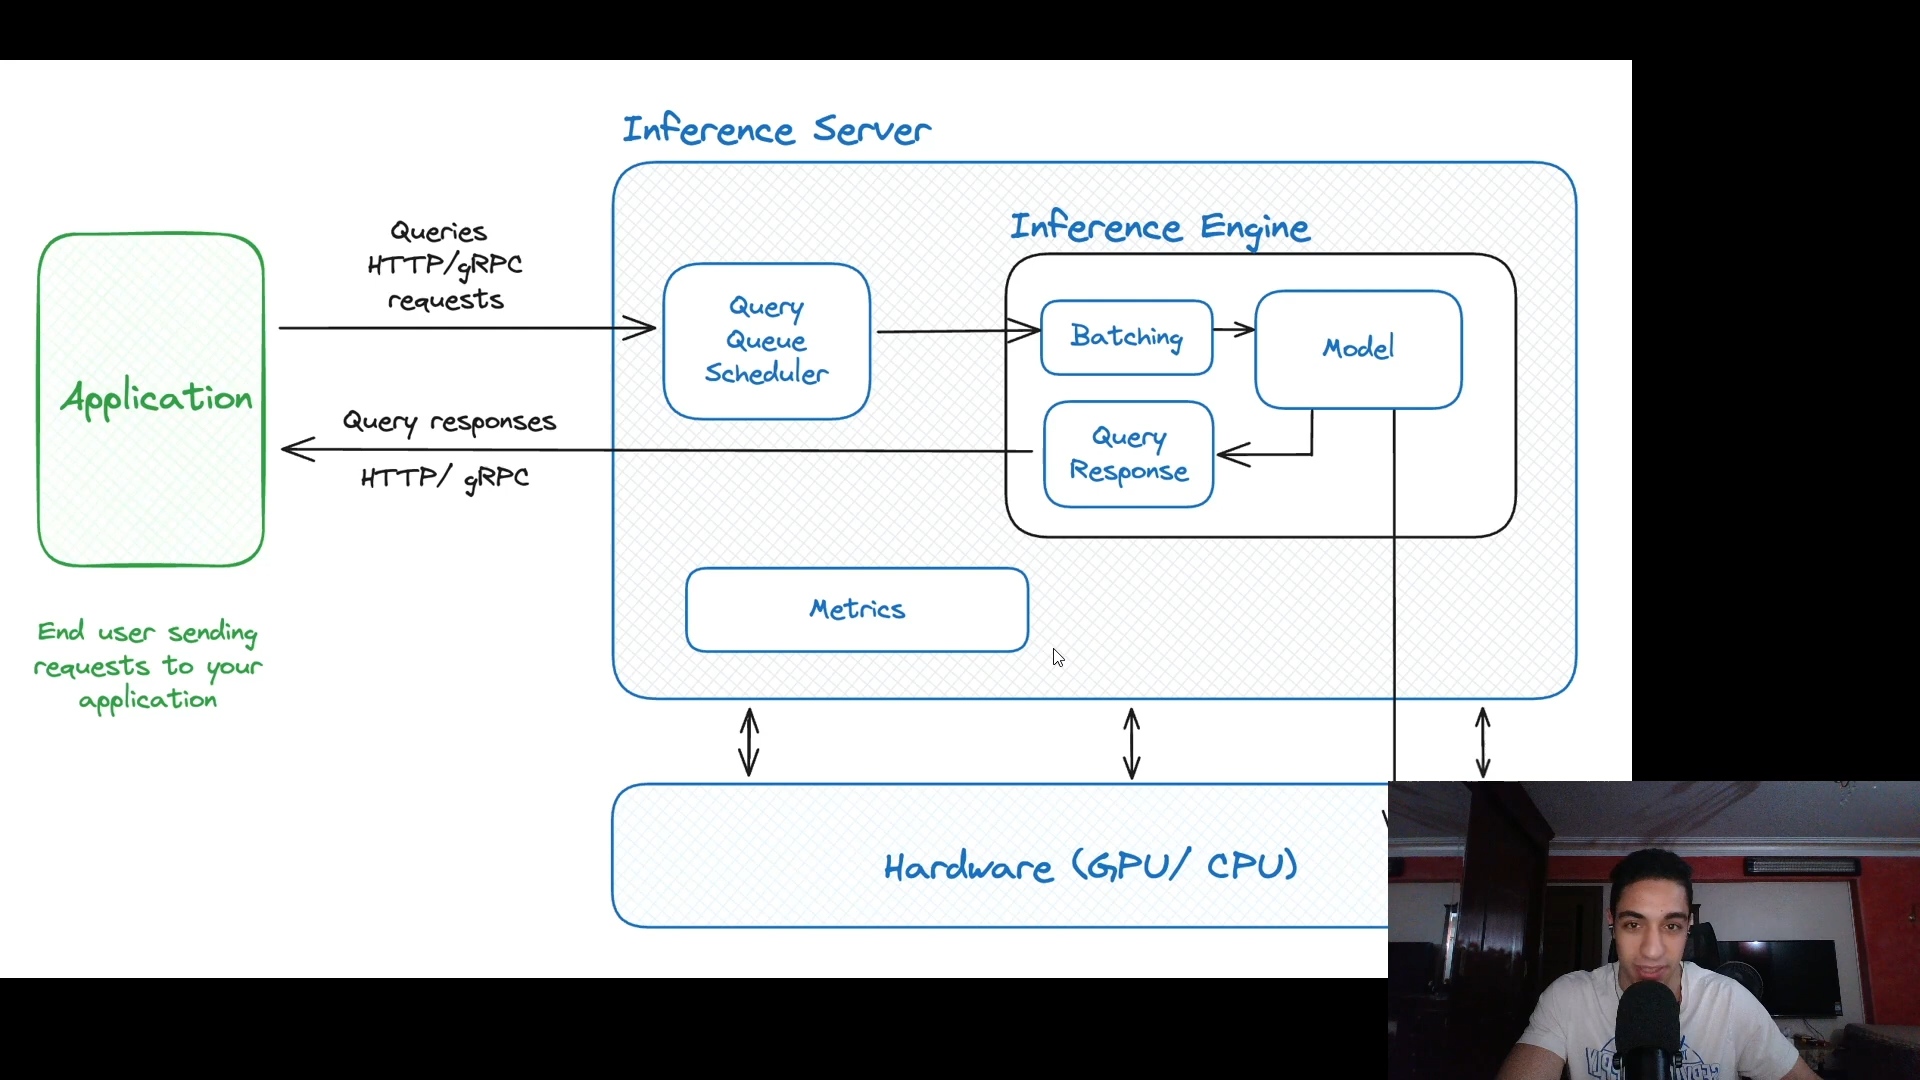 Inference Server
Inference Engine
Queries
HTTP/gRPC
requests
Query
Queue
Scheduler
Batching
Model
Application
Query responses
HTTP/ gRPC
Query
Response
Metrics
End user sending
requests to your
application
Hardware (GPU/ CPU)